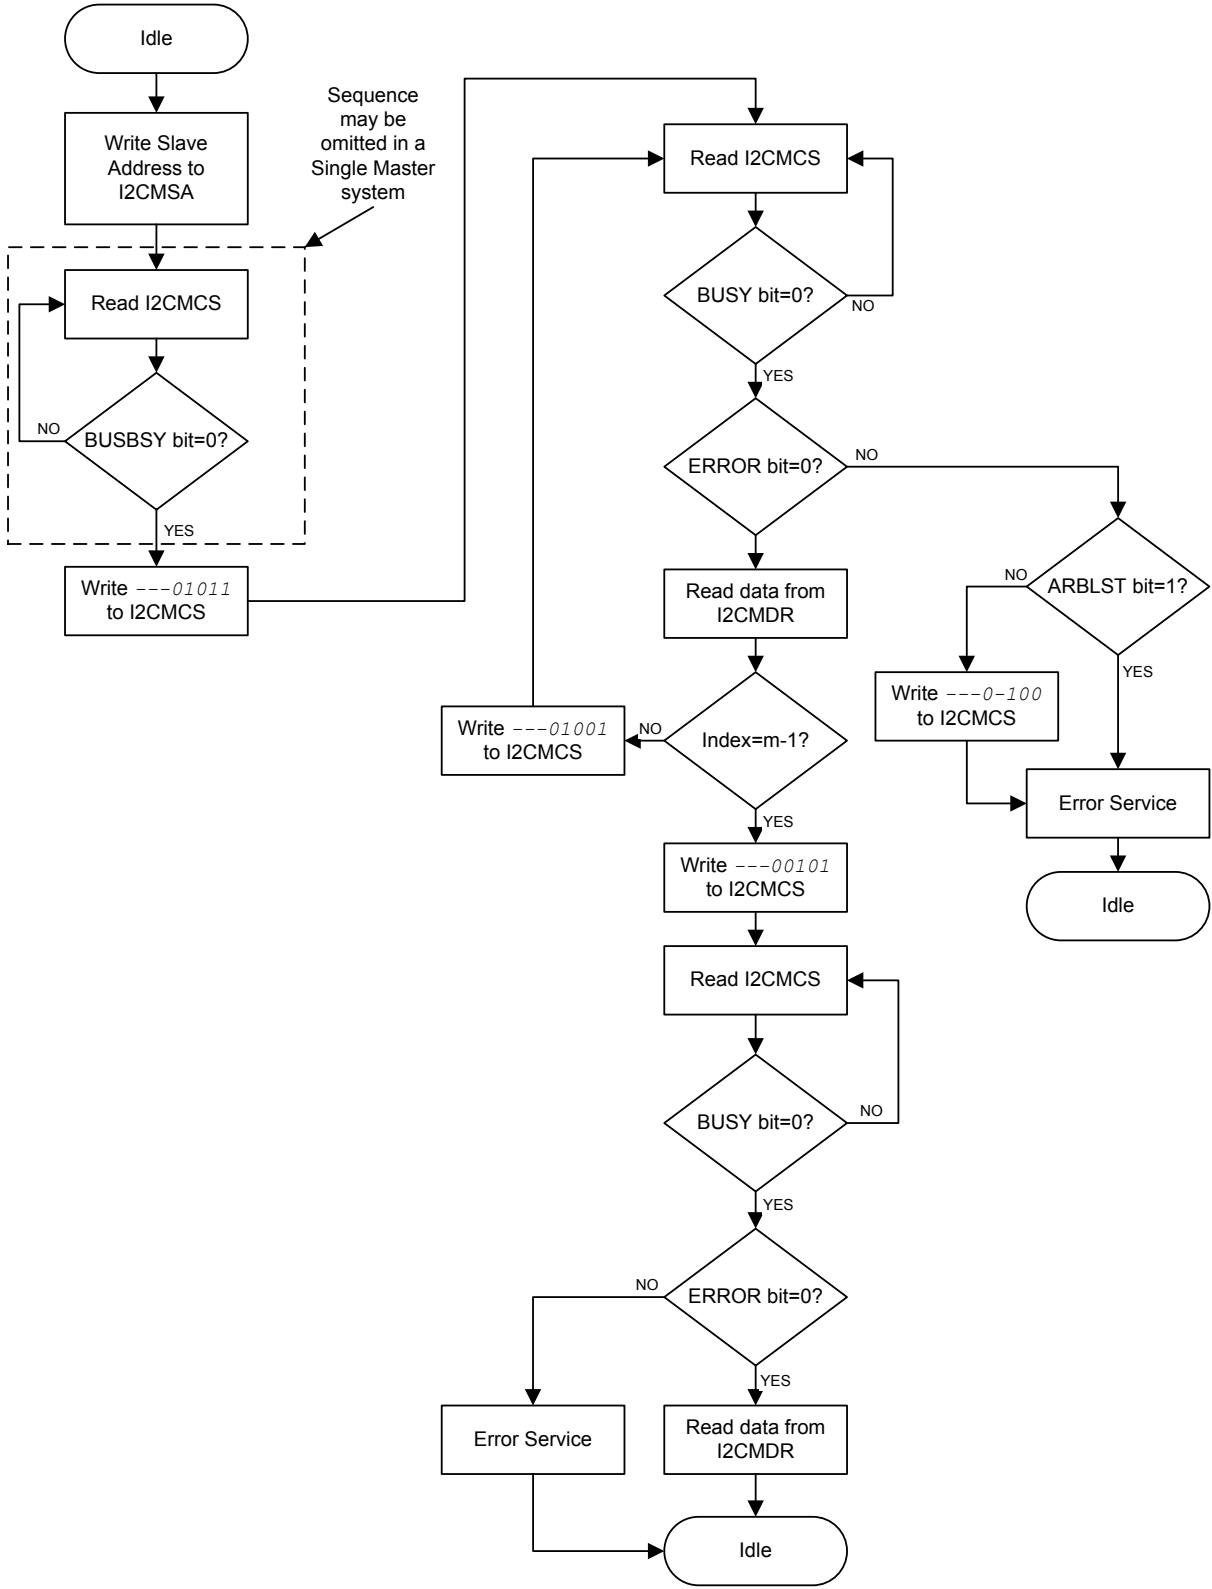 Idle
Write Slave
Address to
I2CMSA
Sequence
may be
omitted in a
Single Master
system
Read I2CMCS
BUSBSY bit=0?
NO
YES
Write ---01011
to I2CMCS
Read I2CMCS
BUSY bit=0?
NO
YES
ERROR bit=0?
NO
Read data from
I2CMDR
ARBLST bit=1?
NO
YES
Write ---0-100
to I2CMCS
Error Service
Idle
Index=m-1?
NO
Write ---01001
to I2CMCS
YES
Write ---00101
to I2CMCS
Read I2CMCS
BUSY bit=0?
NO
YES
ERROR bit=0?
NO
YES
Error Service
Read data from
I2CMDR
Idle